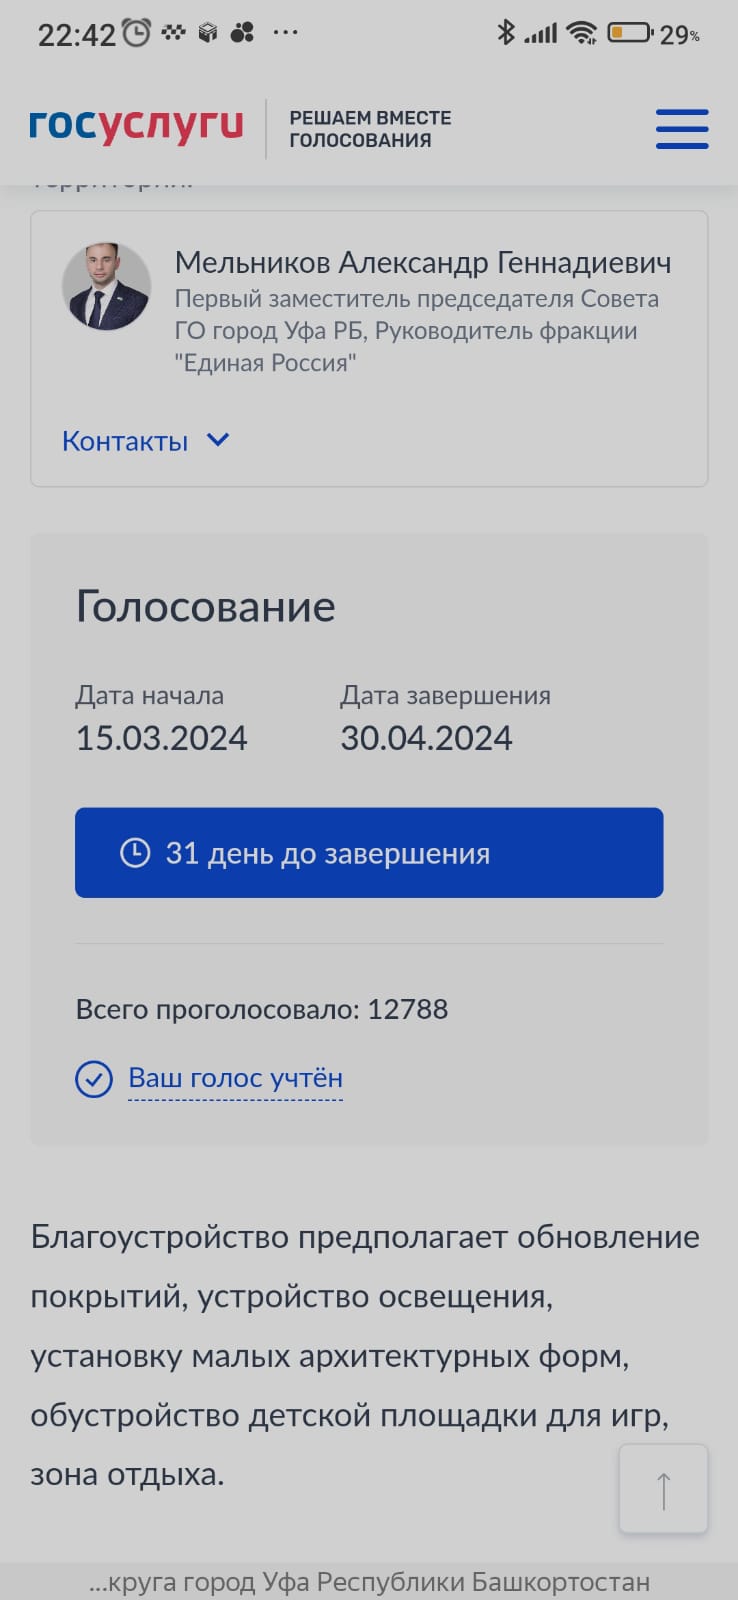 22:42 ... 29%
госуслуги
РЕШАЕМ ВМЕСТЕ
ГОЛОСОВАНИЯ
Мельников Александр Геннадиевич
Первый заместитель председателя Совета
ГО город Уфа РБ, Руководитель фракции
"Единая Россия"
Контакты
Голосование
Дата начала
15.03.2024
Дата завершения
30.04.2024
31 день до завершения
Всего проголосовало: 12788
Ваш голос учтён
Благоустройство предполагает обновление
покрытий, устройство освещения,
установку малых архитектурных форм,
обустройство детской площадки для игр,
зона отдыха.
...круга город Уфа Республики Башкортостан